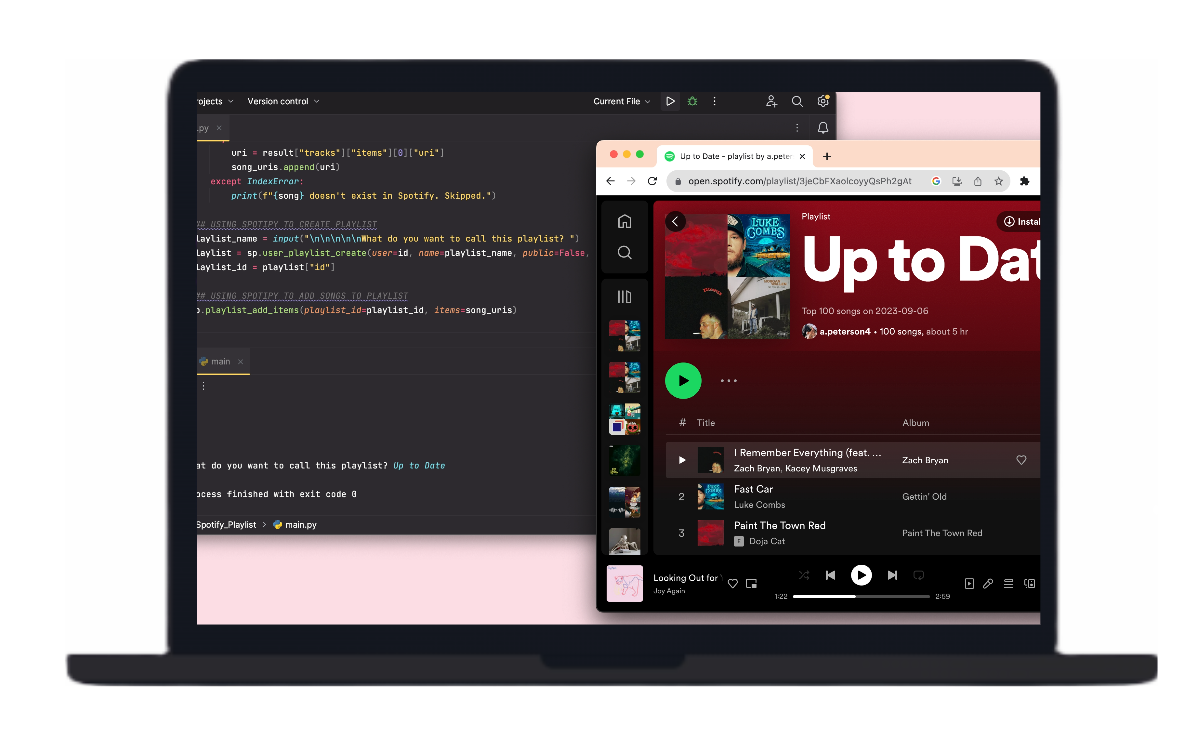 rojects
Version control
Current File
.py
uri = result["tracks"]["items"][0]["uri"]
song_uris.append(uri)
except IndexError:
print(f"{song} doesn't exist in Spotify. Skipped.")
## USING SPOTIPY TO CREATE PLAYLIST
laylist_name = input("\n\n\n\n\nWhat do you want to call this playlist? ")
laylist = sp.user_playlist_create(user=id, name=playlist_name, public=False,
laylist_id = playlist["id"]
## USING SPOTIPY TO ADD SONGS TO PLAYLIST
p.playlist_add_items(playlist_id=playlist_id, items=song_uris)
main
at do you want to call this playlist? Up to Date
ocess finished with exit code 0
Spotify_Playlist > main.py
Up to Date - playlist by a.peter
open.spotify.com/playlist/3jeCbFXaolcoyyQsPh2gAt
Instal
LUKE
COMBS
Playlist
Up to Dat
Top 100 songs on 2023-09-06
a.peterson4 • 100 songs, about 5 hr
# Title Album
I Remember Everything (feat. ...
Zach Bryan, Kacey Musgraves
Zach Bryan
2
Fast Car
Luke Combs
Gettin' Old
3
Paint The Town Red
E Doja Cat
Paint The Town Red
Looking Out for
Joy Again
1:22
2:59